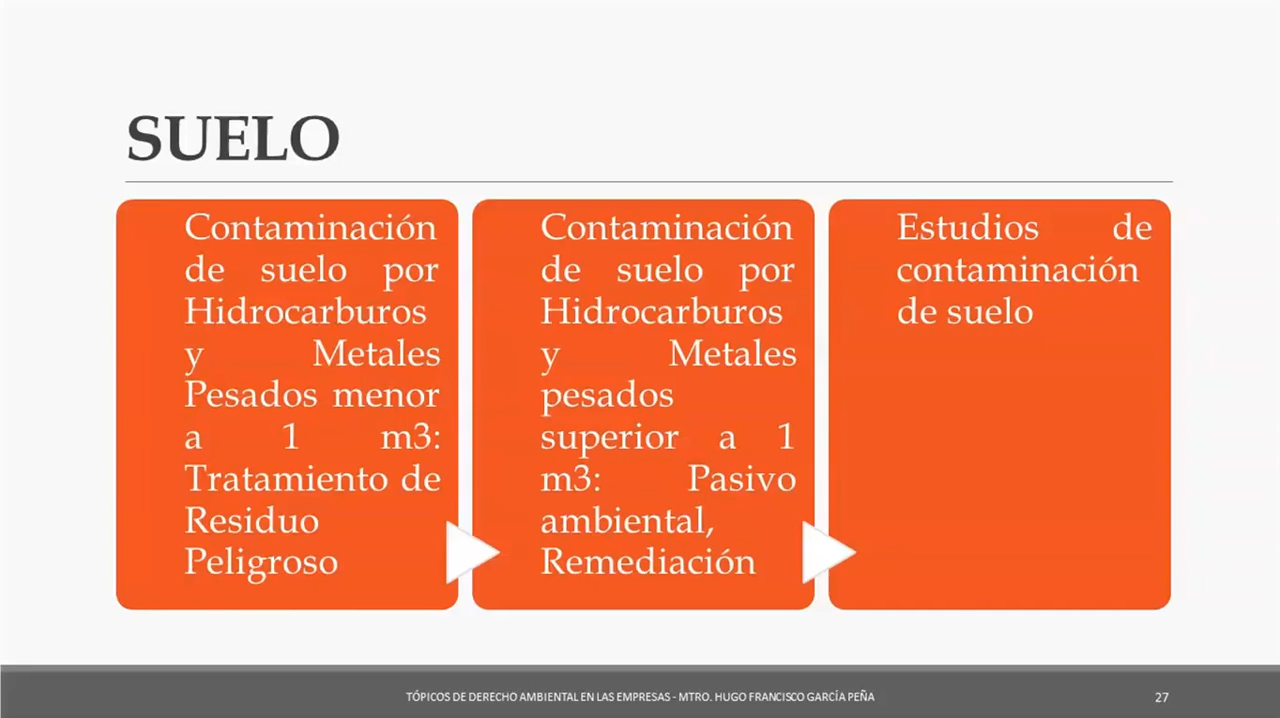 SUELO
Contaminación
de suelo por
Hidrocarburos
y Metales
Pesados menor
a 1 m3:
Tratamiento de
Residuo
Peligroso
Contaminación
de suelo por
Hidrocarburos
y Metales
pesados
superior a 1
m3: Pasivo
ambiental,
Remediación
Estudios de
contaminación
de suelo
TÓPICOS DE DERECHO AMBIENTAL EN LAS EMPRESAS - MTRO. HUGO FRANCISCO GARCÍA PEÑA
27